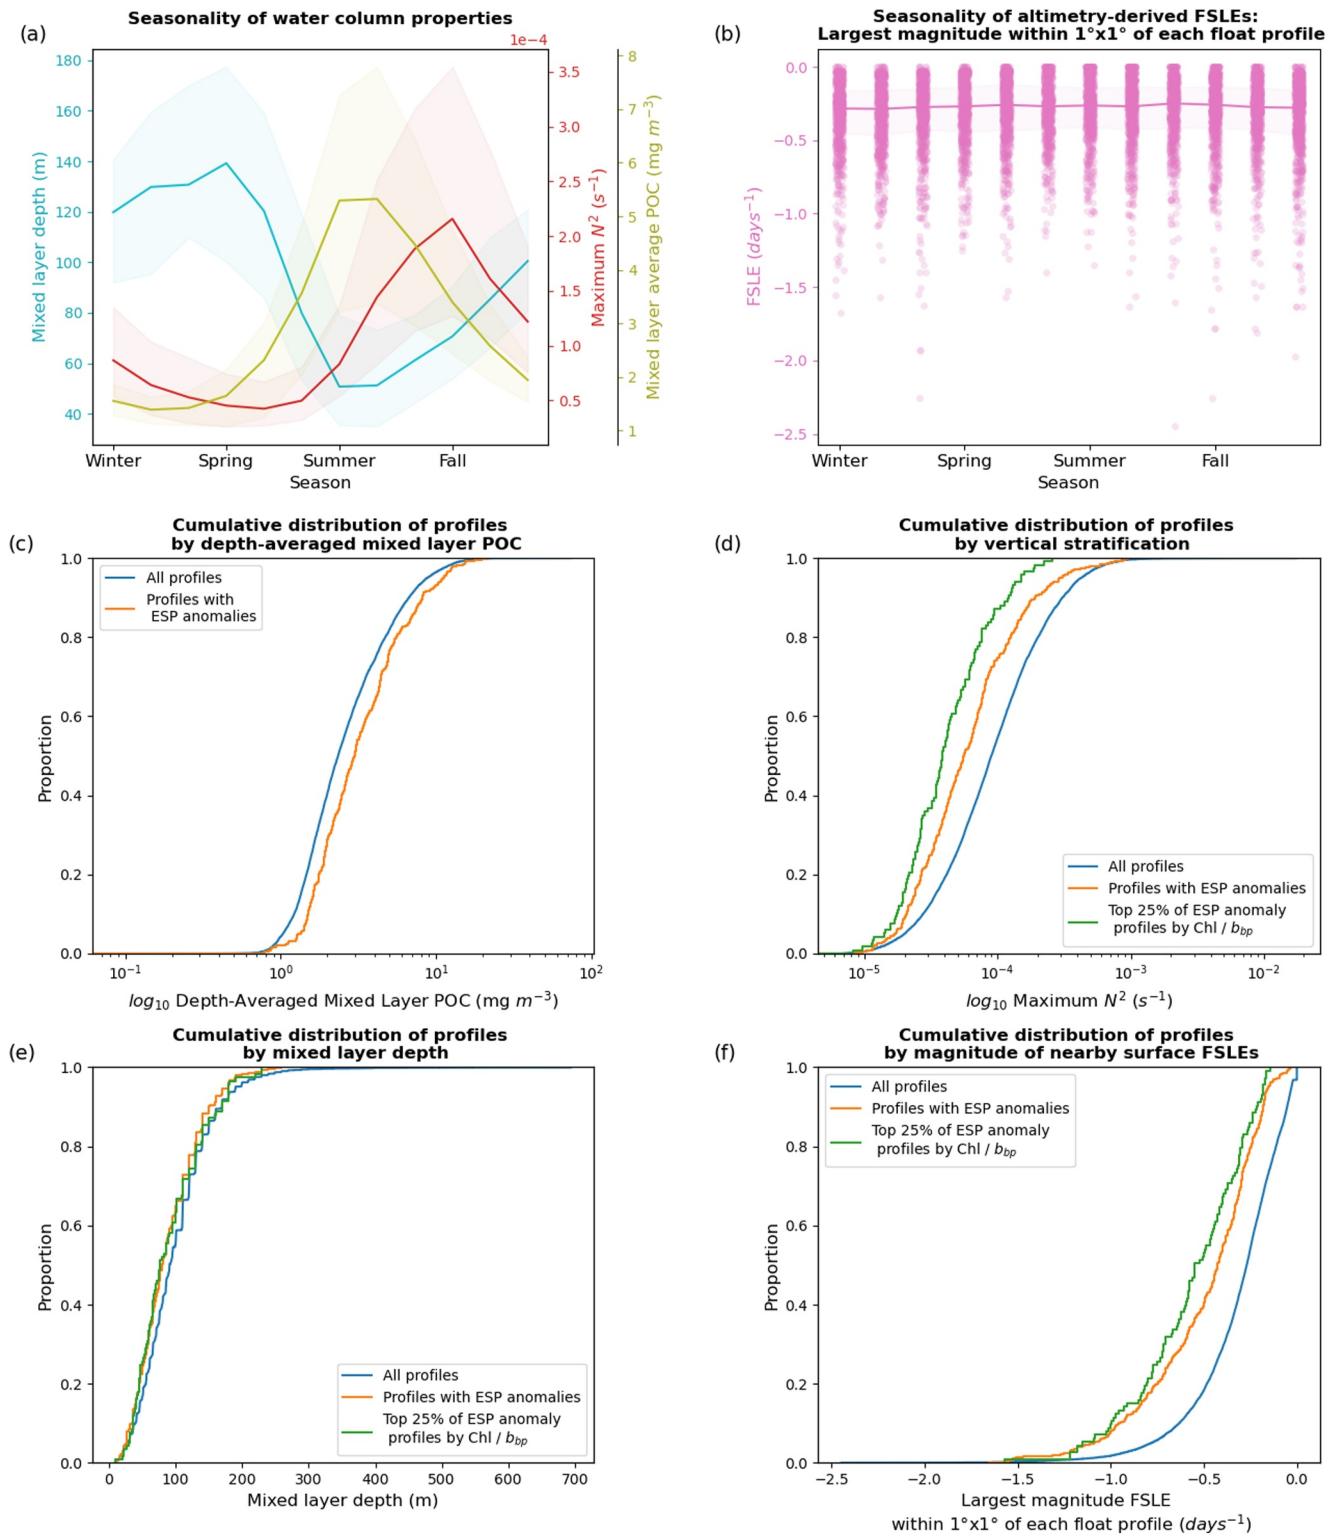 (a)
Seasonality of water column properties
1e−4
180
160
140
120
100
80
60
40
Mixed layer depth (m)
3.5
3.0
2.5
2.0
1.5
1.0
0.5
Maximum N² (s⁻¹)
8
7
6
5
4
3
2
1
Mixed layer average POC (mg m⁻³)
Winter Spring Summer Fall
Season
(b)
Seasonality of altimetry-derived FSLEs:
Largest magnitude within 1°x1° of each float profile
0.0
−0.5
−1.0
−1.5
−2.0
−2.5
FSLE (days⁻¹)
Winter Spring Summer Fall
Season
(c)
Cumulative distribution of profiles
by depth-averaged mixed layer POC
All profiles
Profiles with
ESP anomalies
1.0
0.8
0.6
0.4
0.2
0.0
Proportion
10⁻¹ 10⁰ 10¹ 10²
log₁₀ Depth-Averaged Mixed Layer POC (mg m⁻³)
(d)
Cumulative distribution of profiles
by vertical stratification
1.0
0.8
0.6
0.4
0.2
0.0
Proportion
All profiles
Profiles with ESP anomalies
Top 25% of ESP anomaly
profiles by Chl / b_bp
10⁻⁵ 10⁻⁴ 10⁻³ 10⁻²
log₁₀ Maximum N² (s⁻¹)
(e)
Cumulative distribution of profiles
by mixed layer depth
1.0
0.8
0.6
0.4
0.2
0.0
Proportion
All profiles
Profiles with ESP anomalies
Top 25% of ESP anomaly
profiles by Chl / b_bp
0 100 200 300 400 500 600 700
Mixed layer depth (m)
(f)
Cumulative distribution of profiles
by magnitude of nearby surface FSLEs
All profiles
Profiles with ESP anomalies
Top 25% of ESP anomaly
profiles by Chl / b_bp
1.0
0.8
0.6
0.4
0.2
0.0
Proportion
−2.5 −2.0 −1.5 −1.0 −0.5 0.0
Largest magnitude FSLE
within 1°x1° of each float profile (days⁻¹)